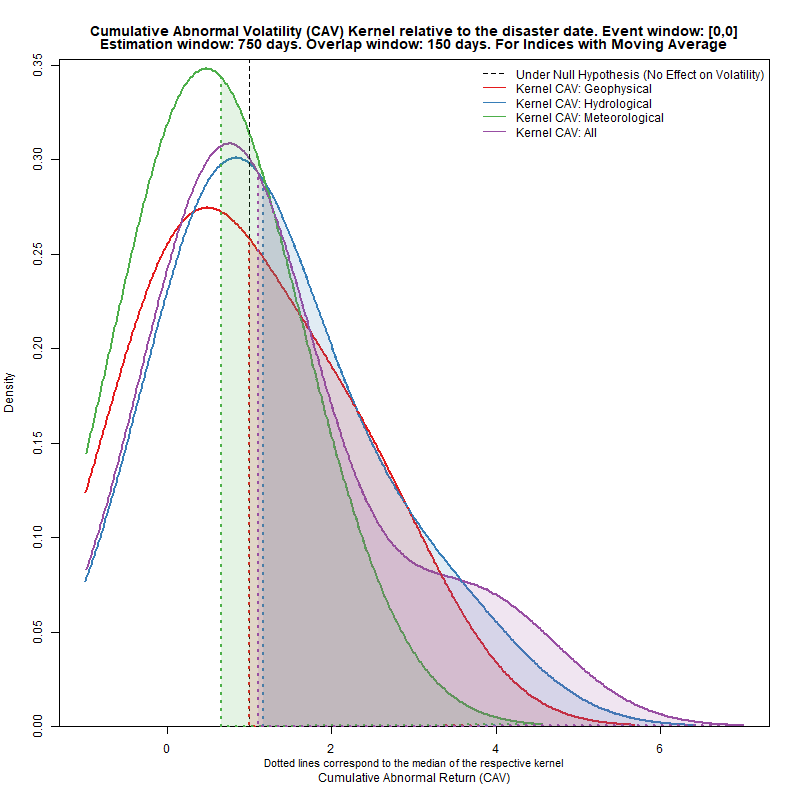 Cumulative Abnormal Volatility (CAV) Kernel relative to the disaster date. Event window: [0,0]
Estimation window: 750 days. Overlap window: 150 days. For Indices with Moving Average
Under Null Hypothesis (No Effect on Volatility)
Kernel CAV: Geophysical
Kernel CAV: Hydrological
Kernel CAV: Meteorological
Kernel CAV: All
0.35
0.30
0.25
0.20
0.15
0.10
0.05
0.00
Density
0 2 4 6
Dotted lines correspond to the median of the respective kernel
Cumulative Abnormal Return (CAV)